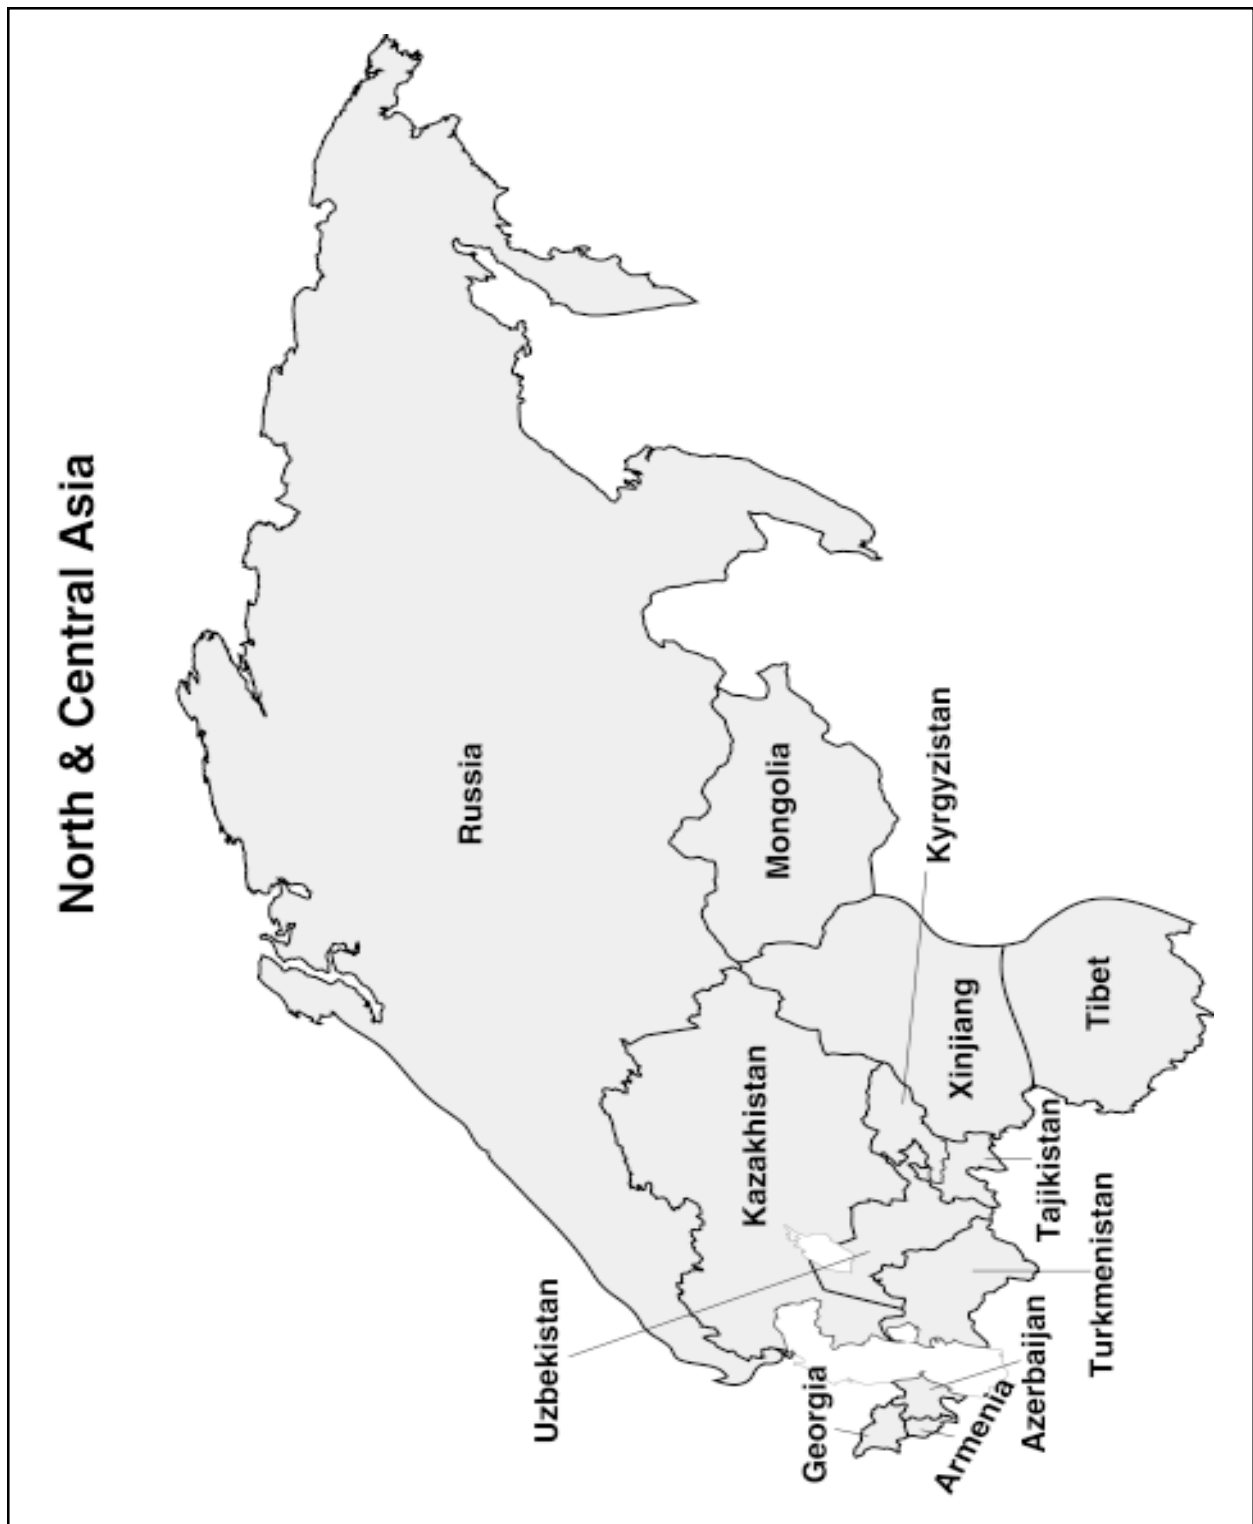 North & Central Asia
Russia
Mongolia
Kyrgyzistan
Kazakhistan
Xinjiang
Tibet
Uzbekistan
Tajikistan
Turkmenistan
Georgia
Azerbaijan
Armenia